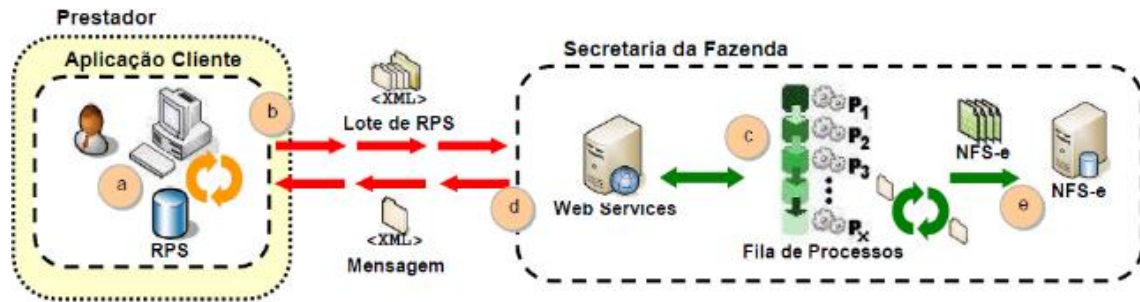 Prestador
Aplicação Cliente
Secretaria da Fazenda
b
<XML>
Lote de RPS
a
RPS
d
<XML>
Mensagem
Web Services
c
P1
P2
P3
Px
Fila de Processos
NFS-e
e
NFS-e